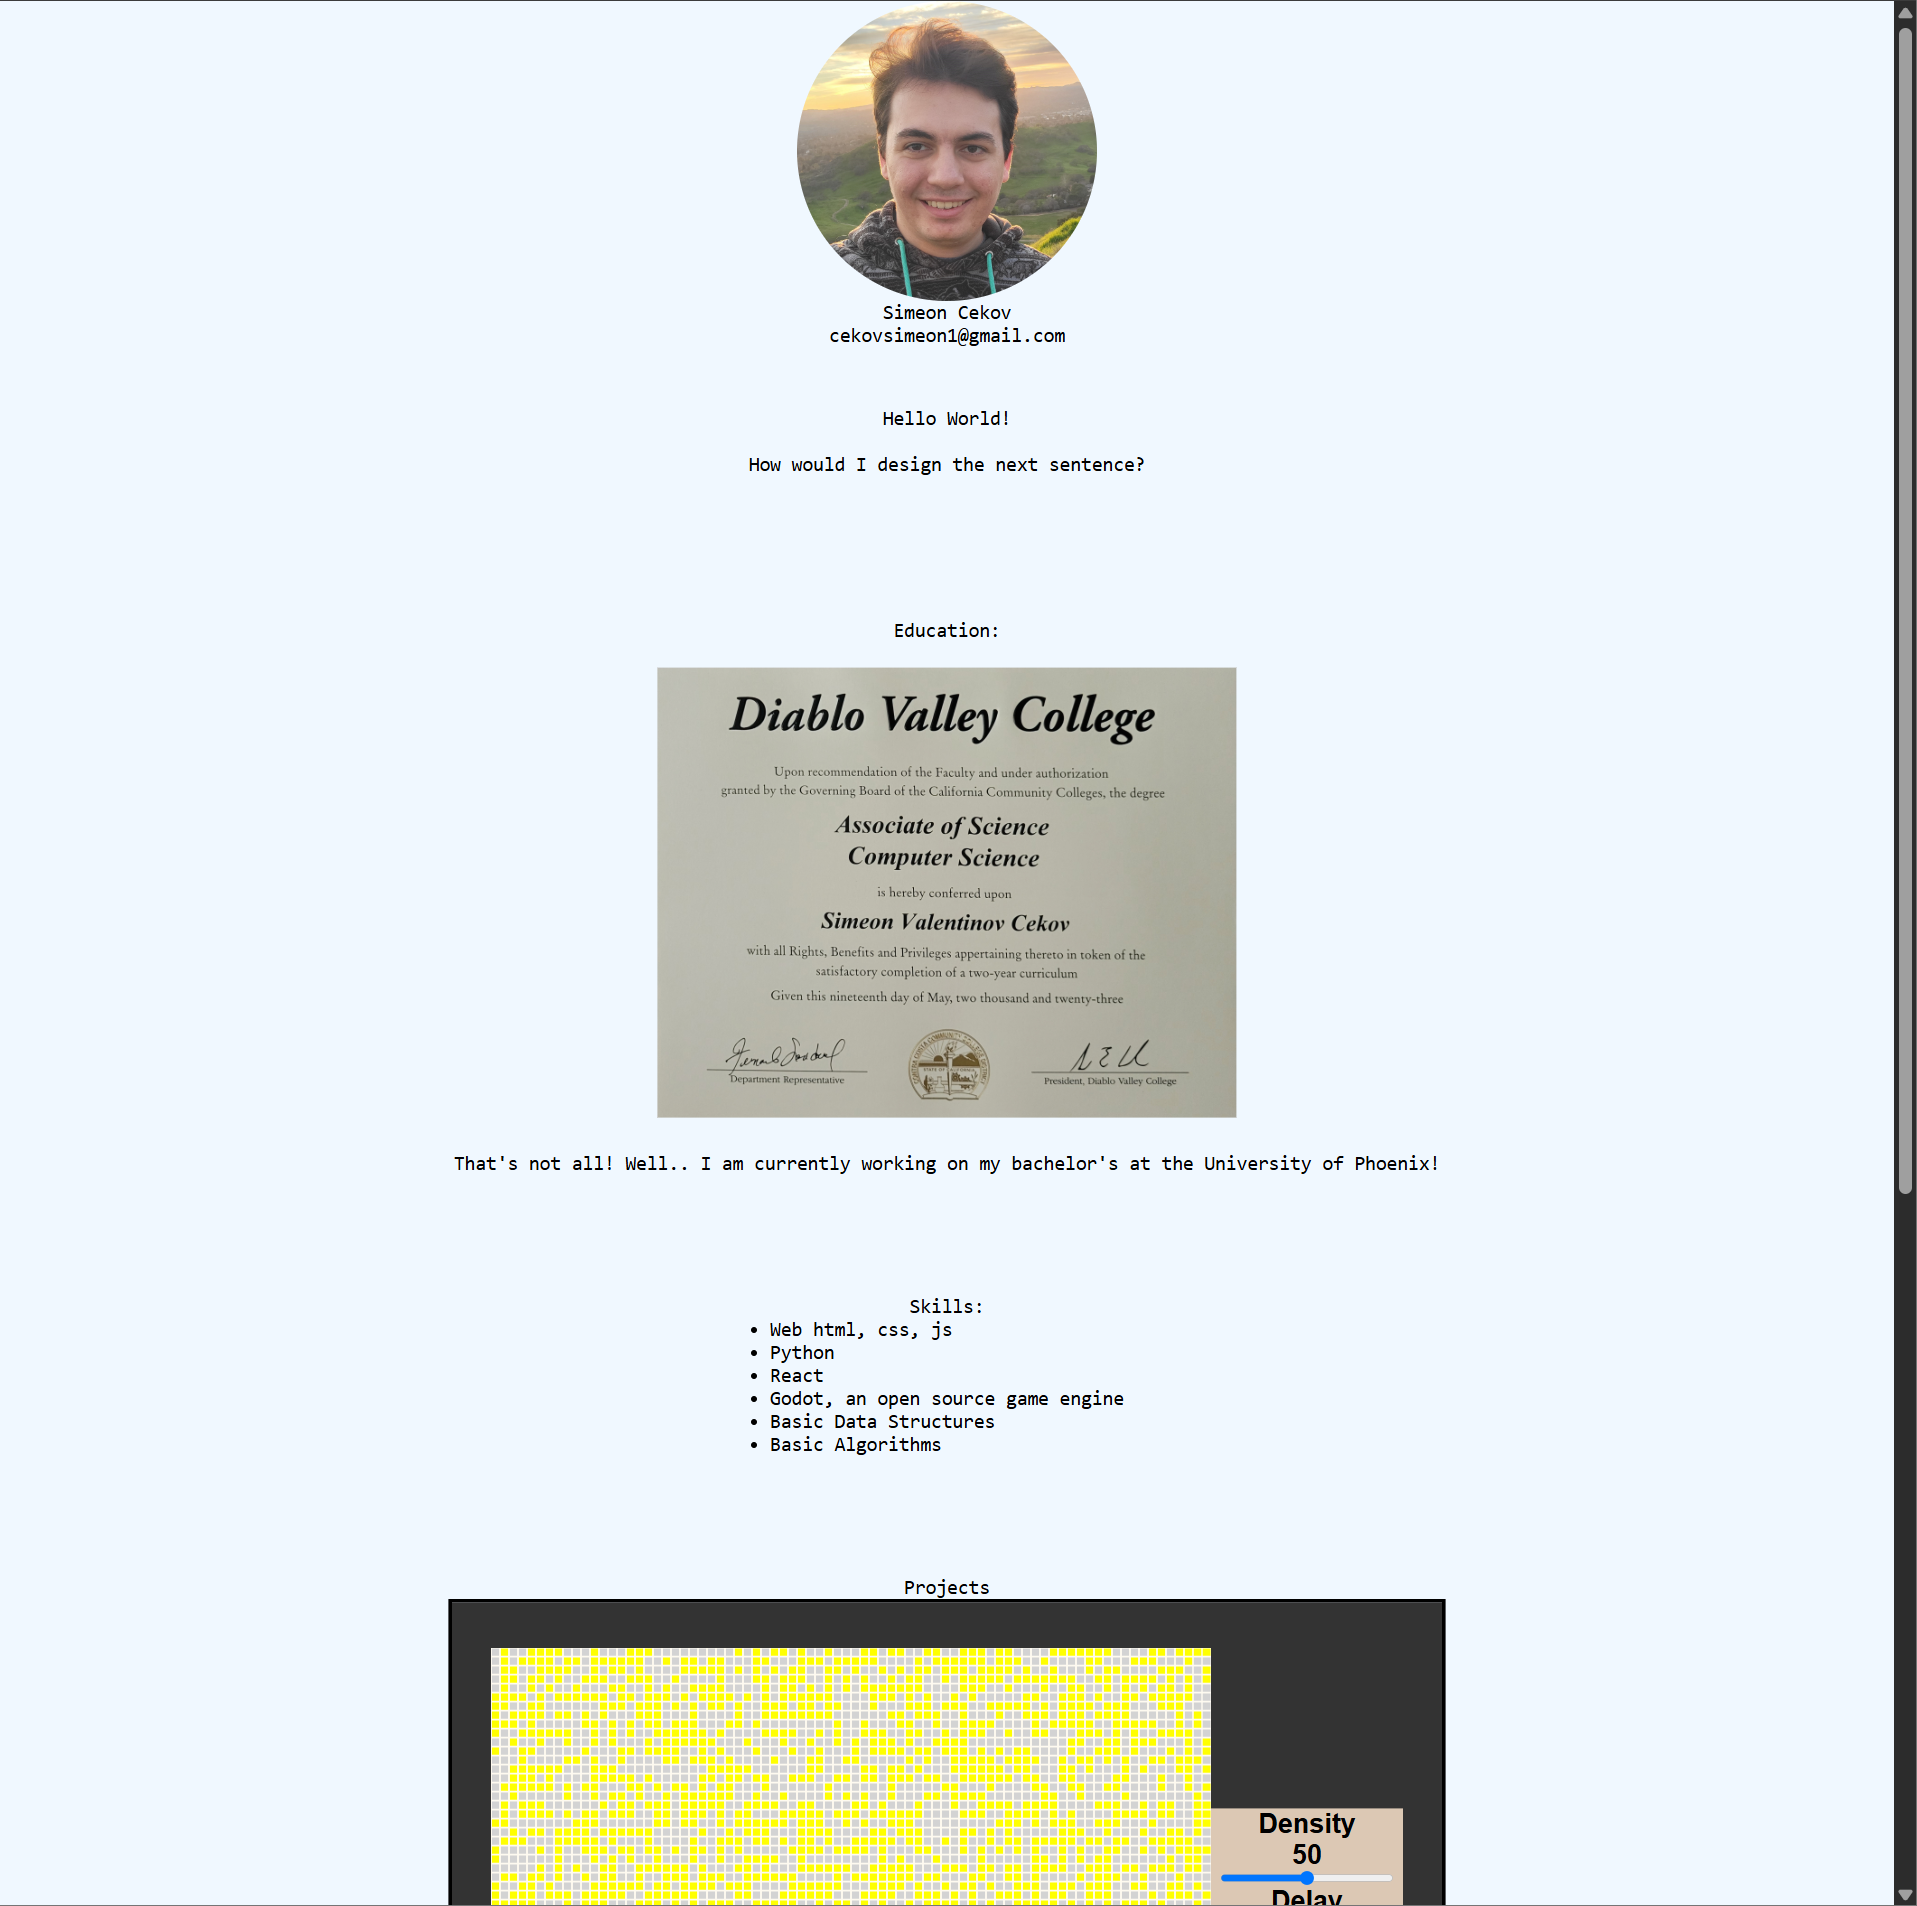 Simeon Cekov
cekovsimeon1@gmail.com
Hello World!
How would I design the next sentence?
Education:
Diablo Valley College
Upon recommendation of the Faculty and under authorization
granted by the Governing Board of the California Community Colleges, the degree
Associate of Science
Computer Science
is hereby conferred upon
Simeon Valentinov Cekov
with all Rights, Benefits and Privileges appertaining thereto in token of the
satisfactory completion of a two-year curriculum
Given this nineteenth day of May, two thousand and twenty-three
Department Representative
President, Diablo Valley College
That's not all! Well.. I am currently working on my bachelor's at the University of Phoenix!
Skills:
• Web html, css, js
• Python
• React
• Godot, an open source game engine
• Basic Data Structures
• Basic Algorithms
Projects
Density
50
Delay